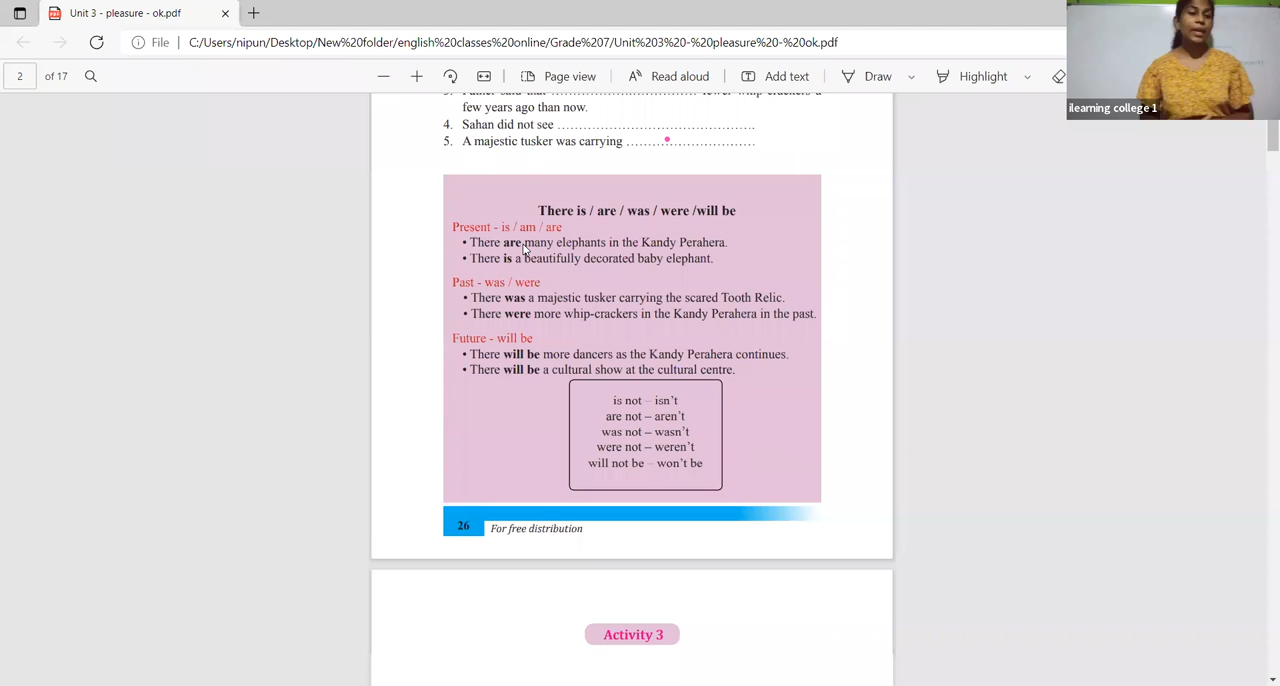 Unit 3 - pleasure - ok.pdf
File | C:/Users/nipun/Desktop/New%20folder/english%20classes%20online/Grade%207/Unit%203%20-%20pleasure%20-%20ok.pdf
2 of 17
Page view
Read aloud
Add text
Draw
Highlight
ilearning college 1
3. Father said that ................................. fewer whip-crackers a
few years ago than now.
4. Sahan did not see ..............................................
5. A majestic tusker was carrying ..............................
There is / are / was / were /will be
Present - is / am / are
• There are many elephants in the Kandy Perahera.
• There is a beautifully decorated baby elephant.
Past - was / were
• There was a majestic tusker carrying the scared Tooth Relic.
• There were more whip-crackers in the Kandy Perahera in the past.
Future - will be
• There will be more dancers as the Kandy Perahera continues.
• There will be a cultural show at the cultural centre.
is not – isn't
are not – aren't
was not – wasn't
were not – weren't
will not be – won't be
26
For free distribution
Activity 3